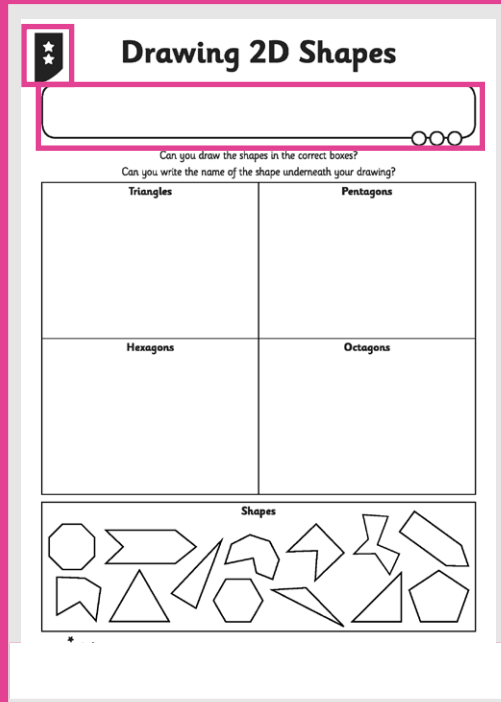 Drawing 2D Shapes
Can you draw the shapes in the correct boxes?
Can you write the name of the shape underneath your drawing?
Triangles
Pentagons
Hexagons
Octagons
Shapes